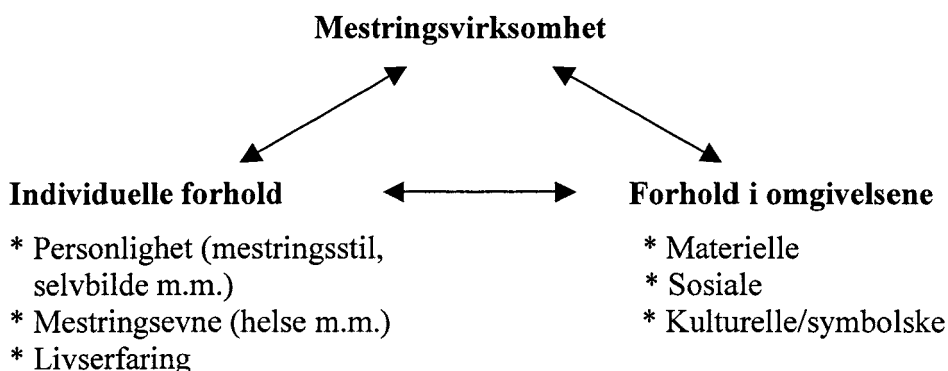 Mestringsvirksomhet
Individuelle forhold
* Personlighet (mestringsstil,
selvbilde m.m.)
* Mestringsevne (helse m.m.)
* Livserfaring
Forhold i omgivelsene
* Materielle
* Sosiale
* Kulturelle/symbolske